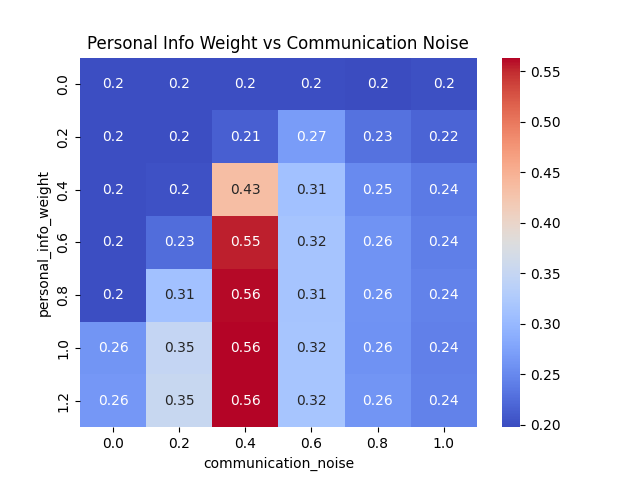 Personal Info Weight vs Communication Noise
0.0 0.2 0.2 0.2 0.2 0.2 0.2
0.2 0.2 0.2 0.21 0.27 0.23 0.22
0.4 0.2 0.2 0.43 0.31 0.25 0.24
0.6 0.2 0.23 0.55 0.32 0.26 0.24
0.8 0.2 0.31 0.56 0.31 0.26 0.24
1.0 0.26 0.35 0.56 0.32 0.26 0.24
1.2 0.26 0.35 0.56 0.32 0.26 0.24
0.0 0.2 0.4 0.6 0.8 1.0
communication_noise
personal_info_weight
0.55
0.50
0.45
0.40
0.35
0.30
0.25
0.20